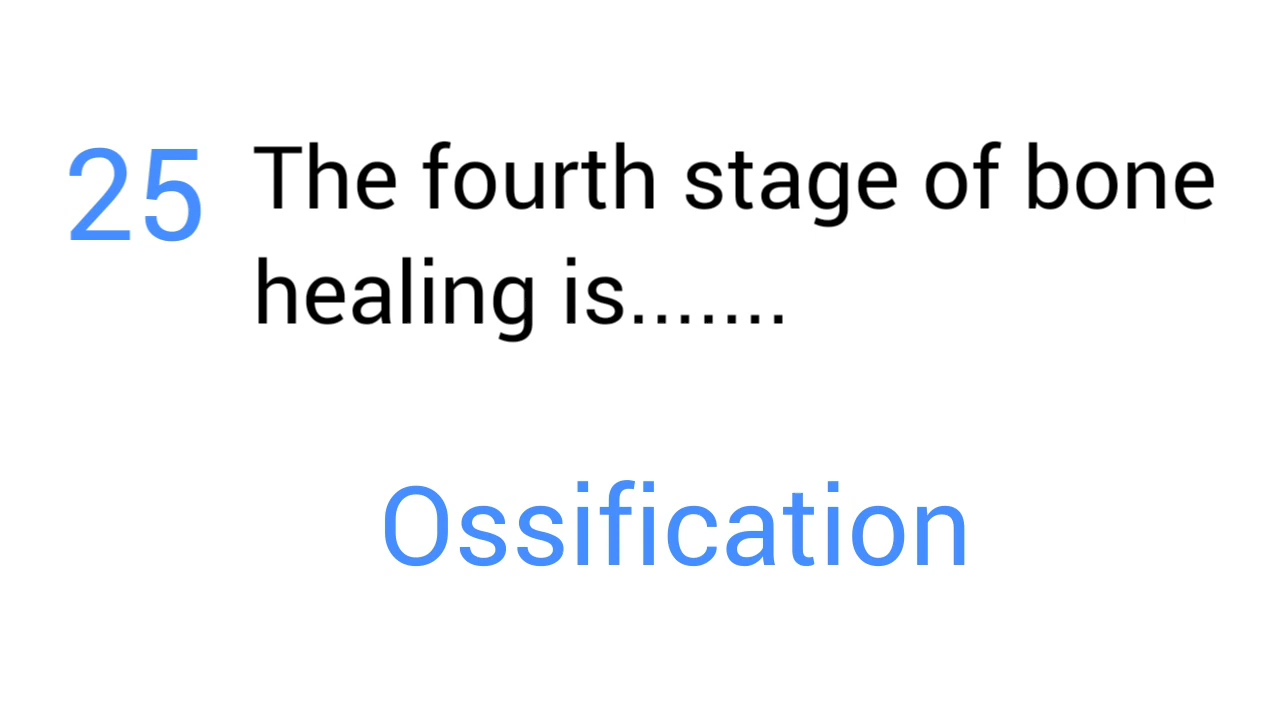 25 The fourth stage of bone
healing is.......
Ossification